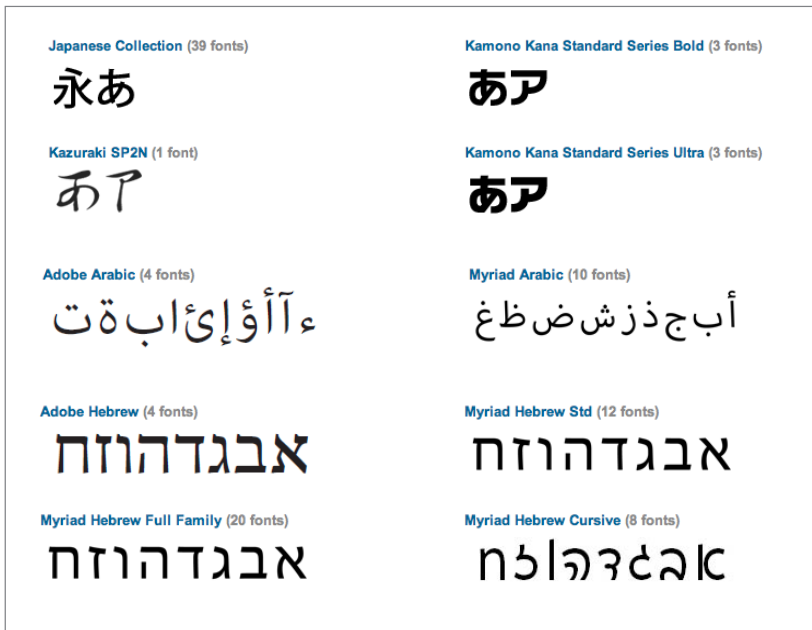 Japanese Collection (39 fonts)
永あ
Kamono Kana Standard Series Bold (3 fonts)
あア
Kazuraki SP2N (1 font)
あア
Kamono Kana Standard Series Ultra (3 fonts)
あア
Adobe Arabic (4 fonts)
ء آ أ ؤ إ ئ ا ب ة ت
Myriad Arabic (10 fonts)
أ ب ج ذ ز ش ض ظ غ
Adobe Hebrew (4 fonts)
אבגדהוזח
Myriad Hebrew Std (12 fonts)
אבגדהוזח
Myriad Hebrew Full Family (20 fonts)
אבגדהוזח
Myriad Hebrew Cursive (8 fonts)
אבגדהוזח